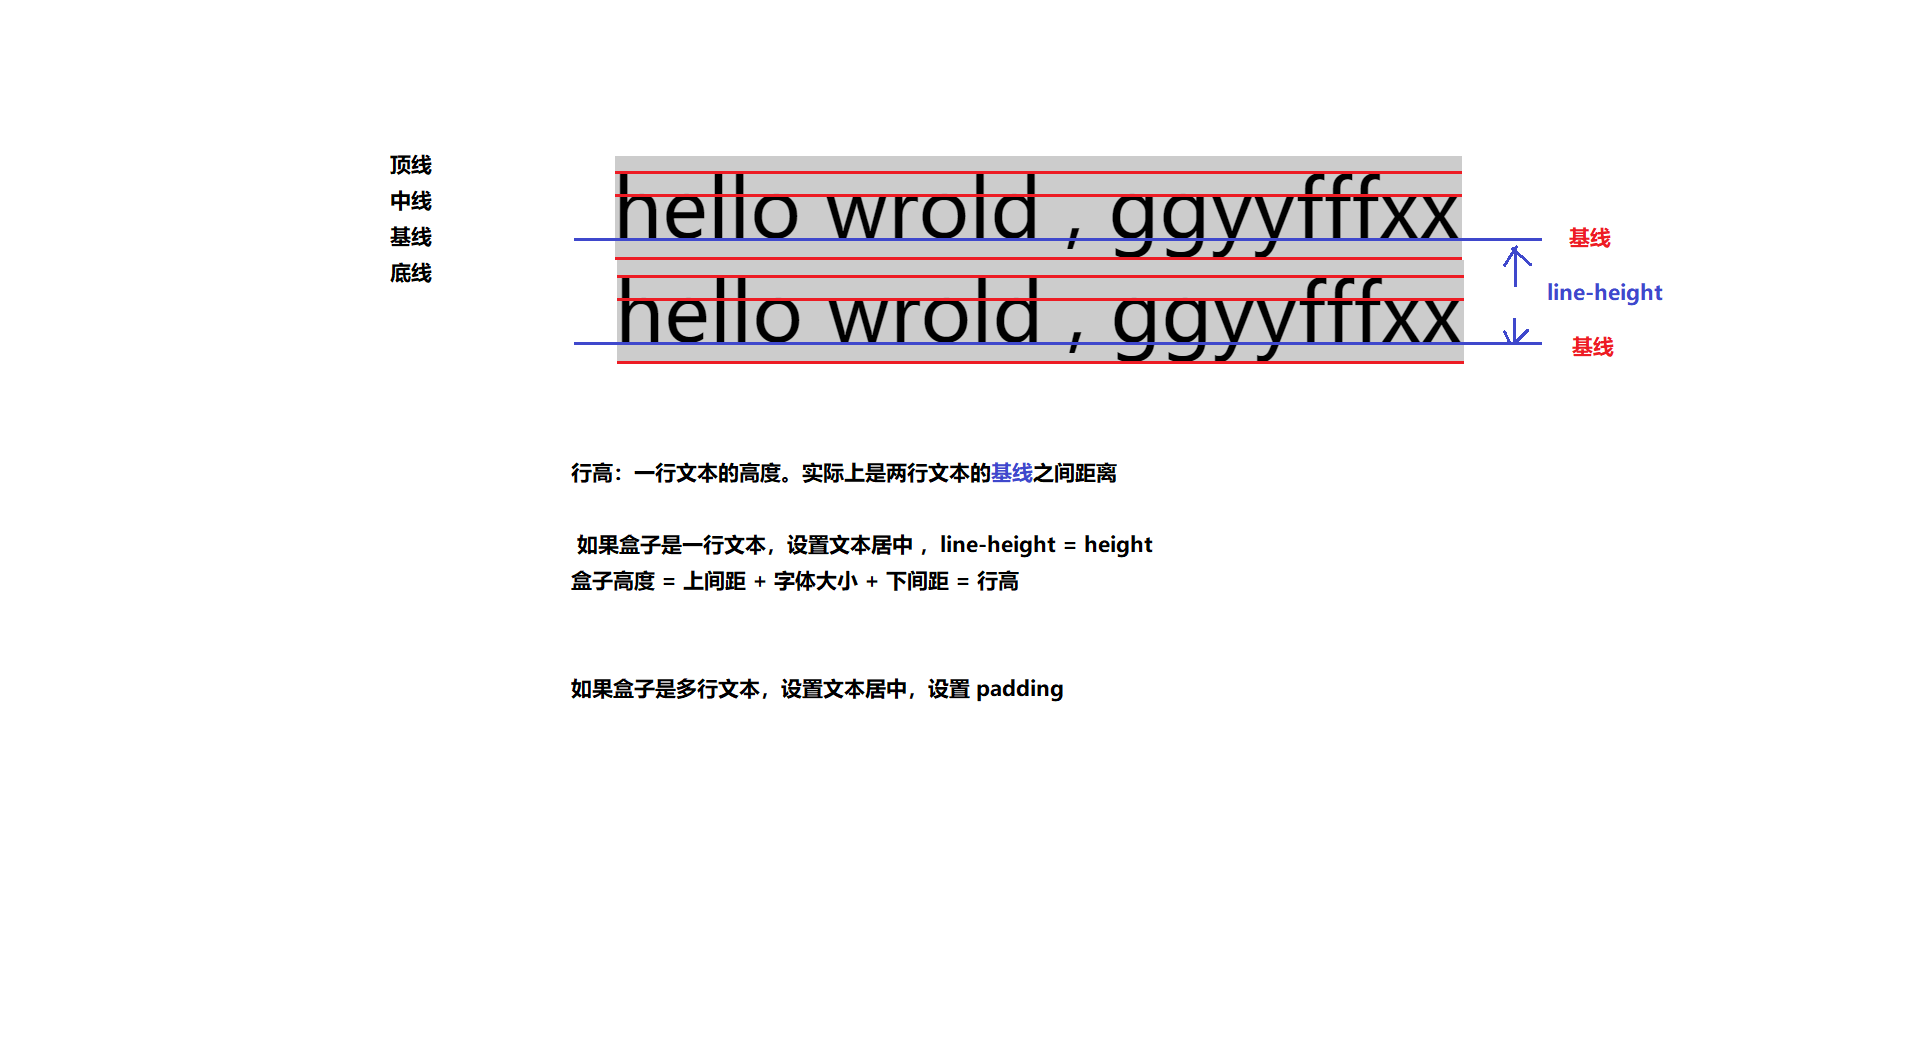 顶线
中线
基线
底线
hello wrold , ggyyfffxx
hello wrold , ggyyfffxx
基线
line-height
基线
行高：一行文本的高度。实际上是两行文本的基线之间距离
如果盒子是一行文本，设置文本居中 ，line-height = height
盒子高度 = 上间距 + 字体大小 + 下间距 = 行高
如果盒子是多行文本，设置文本居中，设置 padding